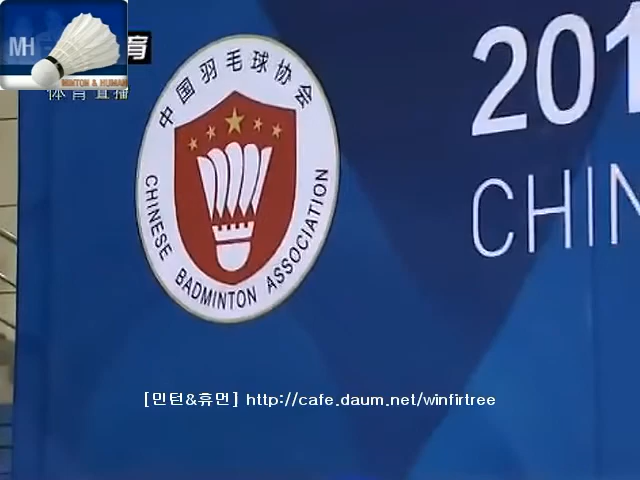 MH
育
MINTON & HUMAN
体育直播
中国羽毛球协会
CHINESE BADMINTON ASSOCIATION
201
CHIN
[민턴&휴먼] http://cafe.daum.net/winfirtree